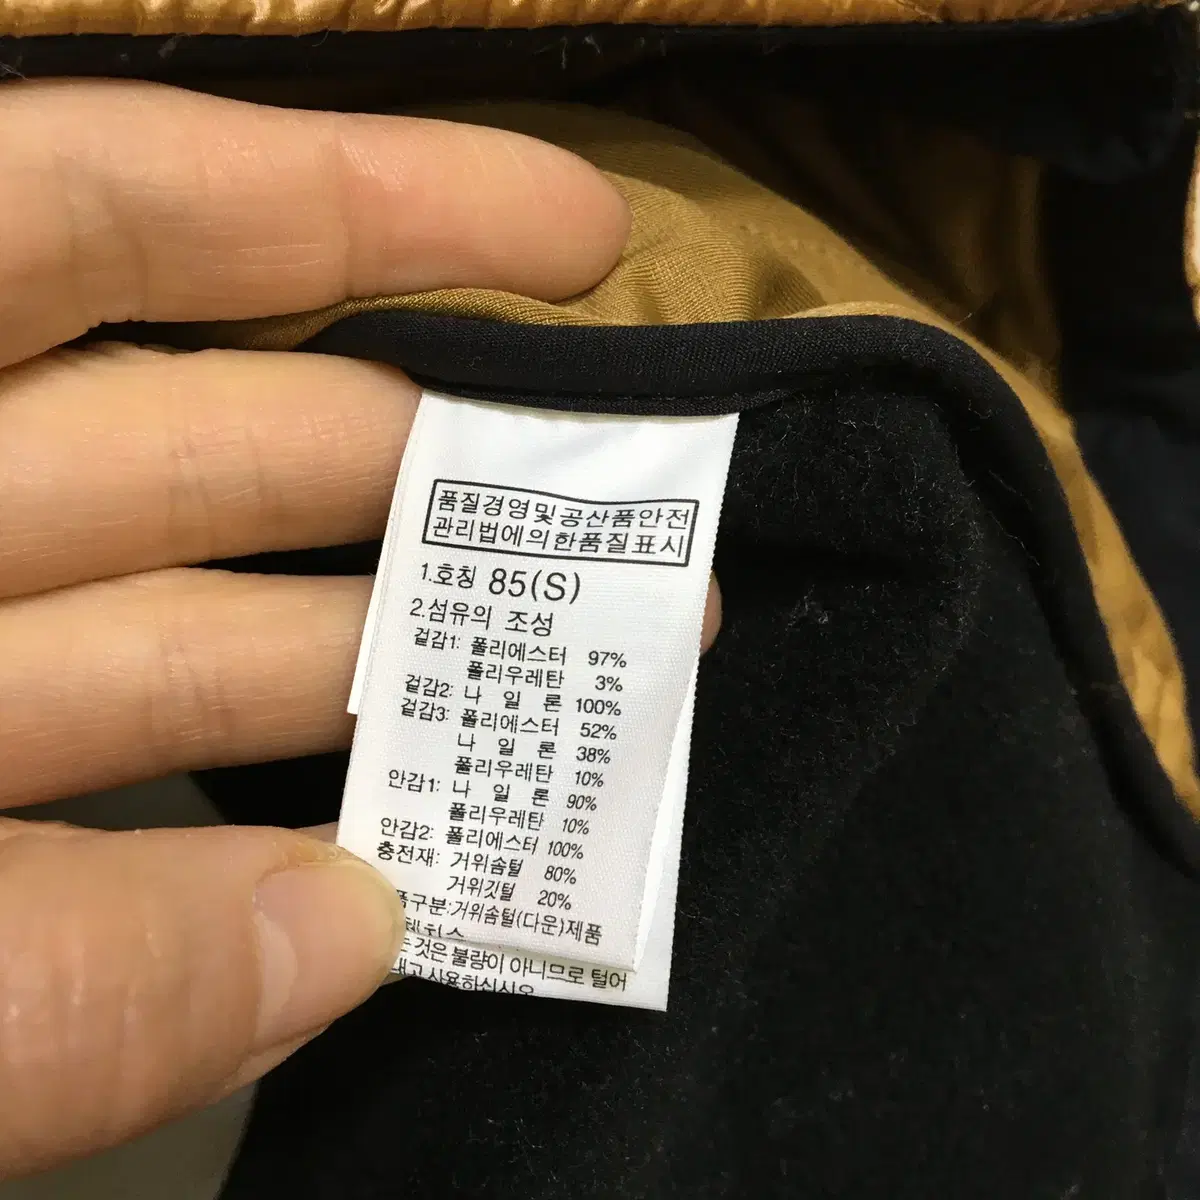 품질경영및공산품안전
관리법에의한품질표시
1.호칭 85(S)
2.섬유의 조성
겉감1: 폴리에스터 97%
폴리우레탄 3%
겉감2: 나 일 론 100%
겉감3: 폴리에스터 52%
나 일 론 38%
폴리우레탄 10%
안감1: 나 일 론 90%
폴리우레탄 10%
안감2: 폴리에스터 100%
충전재: 거위솜털 80%
거위깃털 20%
구분:거위솜털(다운)제품
것은 불량이 아니므로 털어
내고 사용하십시오